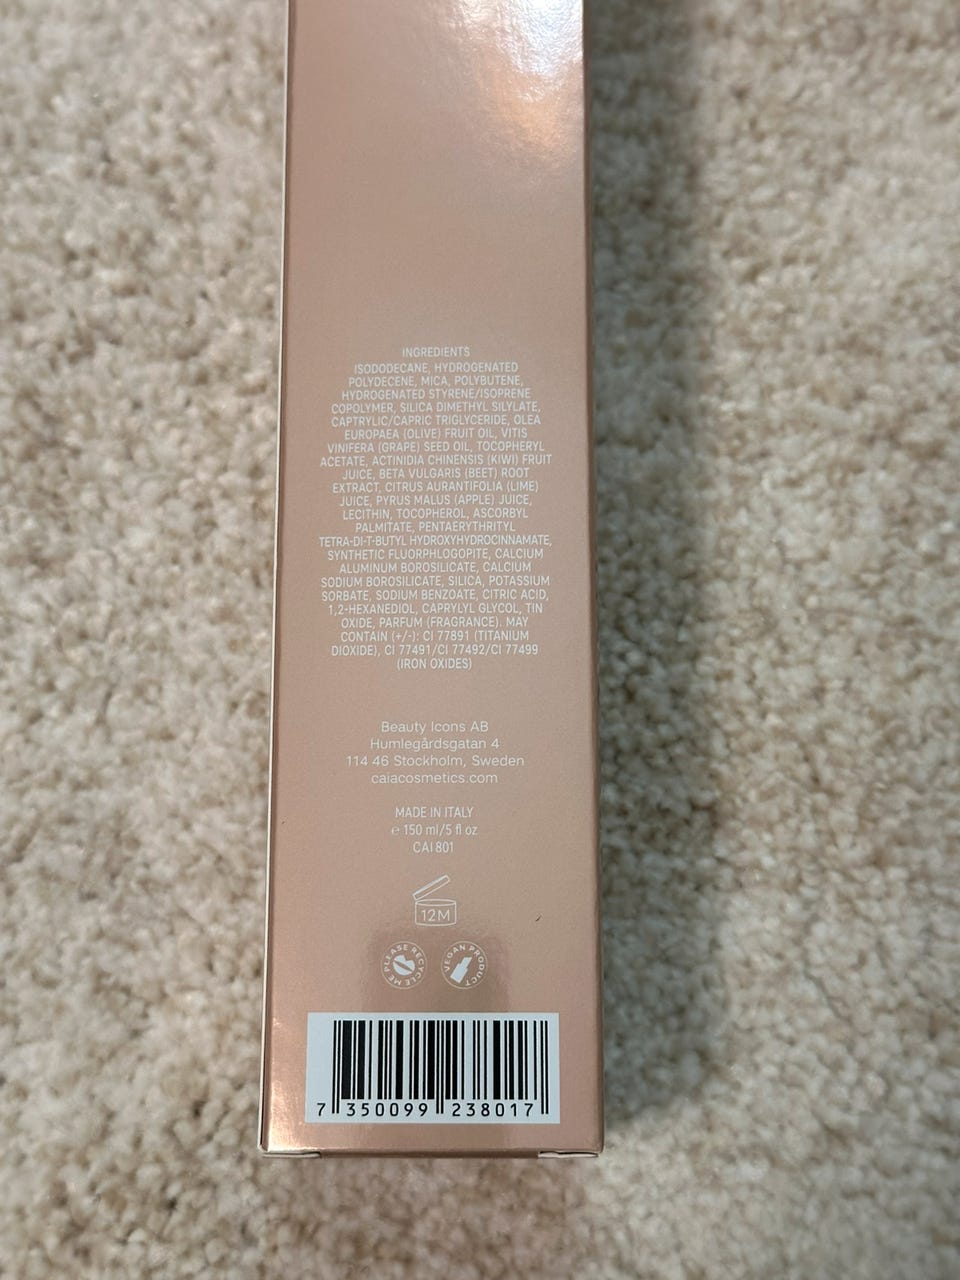 INGREDIENTS
ISODODECANE, HYDROGENATED
POLYDECENE, MICA, POLYBUTENE,
HYDROGENATED STYRENE/ISOPRENE
COPOLYMER, SILICA DIMETHYL SILYLATE,
CAPTRYLIC/CAPRIC TRIGLYCERIDE, OLEA
EUROPAEA (OLIVE) FRUIT OIL, VITIS
VINIFERA (GRAPE) SEED OIL, TOCOPHERYL
ACETATE, ACTINIDIA CHINENSIS (KIWI) FRUIT
JUICE, BETA VULGARIS (BEET) ROOT
EXTRACT, CITRUS AURANTIFOLIA (LIME)
JUICE, PYRUS MALUS (APPLE) JUICE,
LECITHIN, TOCOPHEROL, ASCORBYL
PALMITATE, PENTAERYTHRITYL
TETRA-DI-T-BUTYL HYDROXYHYDROCINNAMATE,
SYNTHETIC FLUORPHLOGOPITE, CALCIUM
ALUMINUM BOROSILICATE, CALCIUM
SODIUM BOROSILICATE, SILICA, POTASSIUM
SORBATE, SODIUM BENZOATE, CITRIC ACID,
1,2-HEXANEDIOL, CAPRYLYL GLYCOL, TIN
OXIDE, PARFUM (FRAGRANCE). MAY
CONTAIN (+/-): CI 77891 (TITANIUM
DIOXIDE), CI 77491/CI 77492/CI 77499
(IRON OXIDES)
Beauty Icons AB
Humlegårdsgatan 4
114 46 Stockholm, Sweden
caiacosmetics.com
MADE IN ITALY
e 150 ml/5 fl oz
CAI 801
12M
PLEASE RECYCLE ME
VEGAN PRODUCT
7 350099 238017